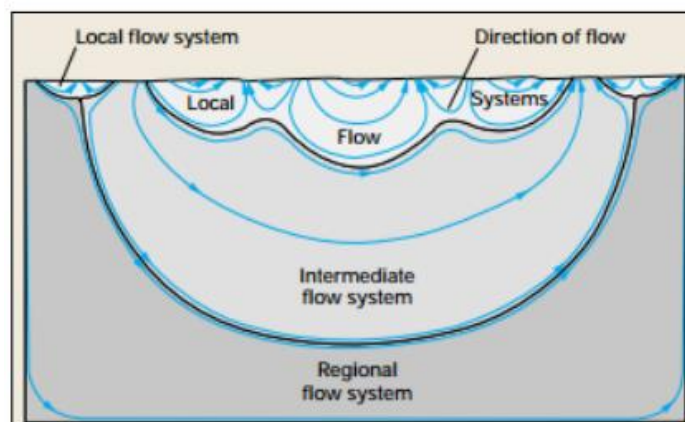 Local flow system
Direction of flow
Local
Systems
Flow
Intermediate
flow system
Regional
flow system